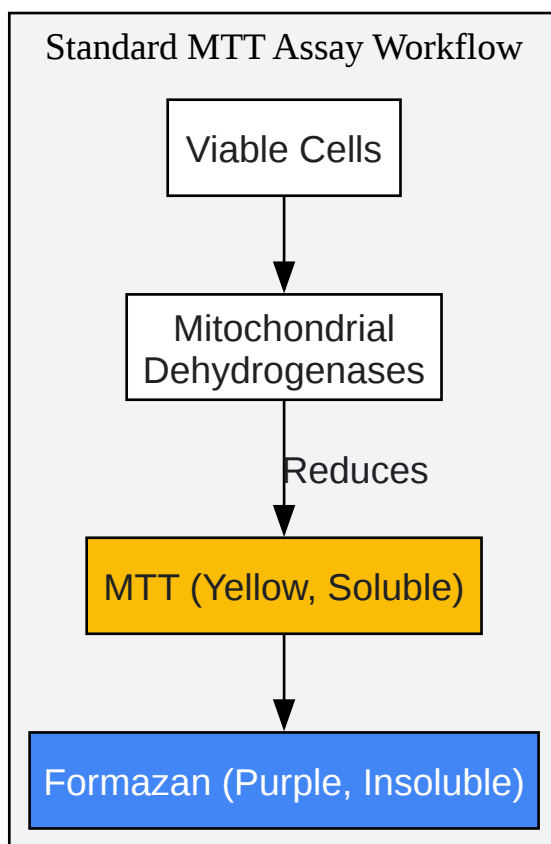 Standard MTT Assay Workflow
Viable Cells
Mitochondrial
Dehydrogenases
Reduces
MTT (Yellow, Soluble)
Formazan (Purple, Insoluble)